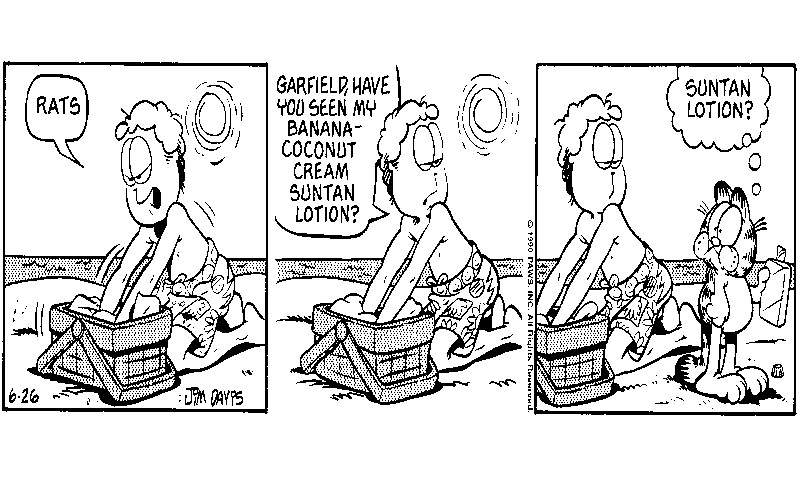 RATS
6-26
JIM DAVIS
GARFIELD, HAVE
YOU SEEN MY
BANANA-
COCONUT
CREAM
SUNTAN
LOTION?
© 1990 PAWS, INC. All Rights Reserved.
SUNTAN
LOTION?